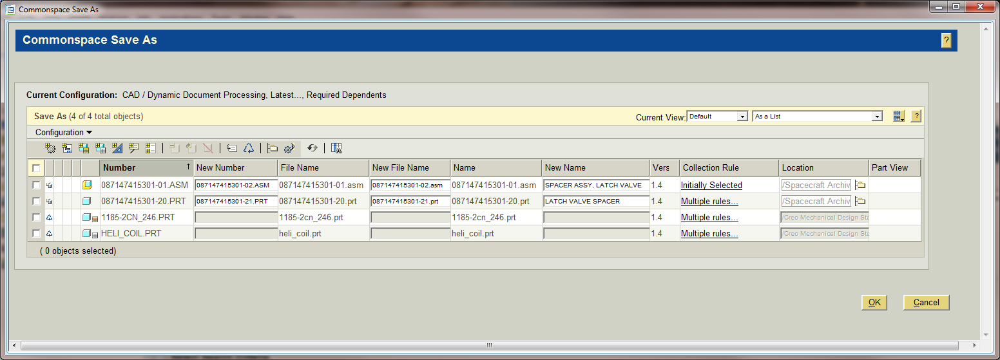 Commonspace Save As
Commonspace Save As ?
Current Configuration: CAD / Dynamic Document Processing, Latest..., Required Dependents
Save As (4 of 4 total objects) Current View: Default As a List ?
Configuration
Number New Number File Name New File Name Name New Name Vers Collection Rule Location Part View
087147415301-01.ASM 087147415301-02.ASM 087147415301-01.asm 087147415301-02.asm 087147415301-01.asm SPACER ASSY, LATCH VALVE 1.4 Initially Selected /Spacecraft Archiv
087147415301-20.PRT 087147415301-21.PRT 087147415301-20.prt 087147415301-21.prt 087147415301-20.prt LATCH VALVE SPACER 1.4 Multiple rules... /Spacecraft Archiv
1185-2CN_246.PRT 1185-2cn_246.prt 1185-2cn_246.prt 1.4 Multiple rules... /Creo Mechanical Design Sta
HELI_COIL.PRT heli_coil.prt heli_coil.prt 1.4 Multiple rules... /Creo Mechanical Design Sta
( 0 objects selected)
OK Cancel